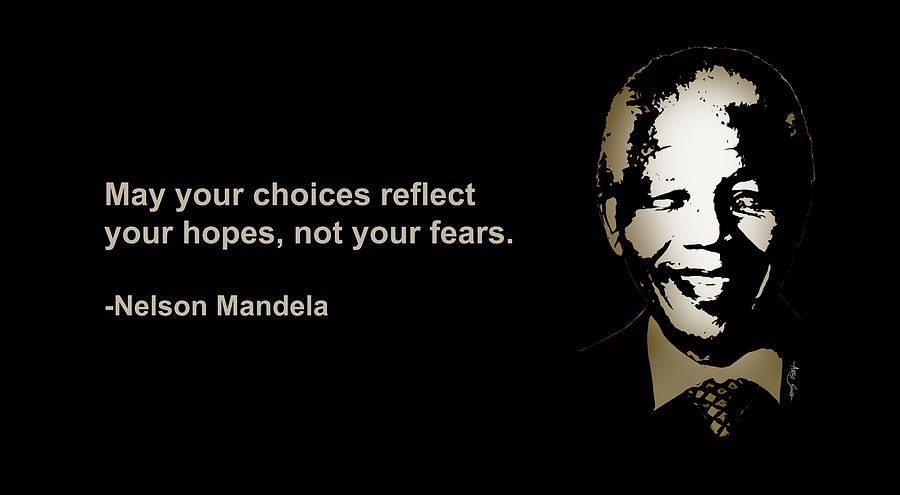 May your choices reflect
your hopes, not your fears.
-Nelson Mandela